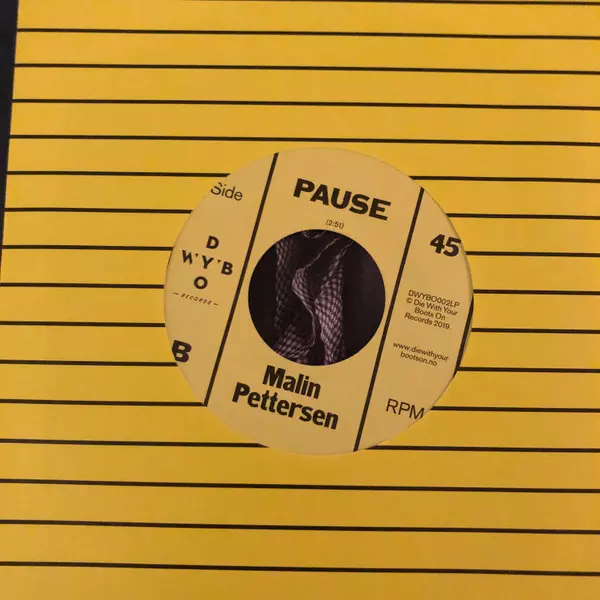 Side
D
W·Y·B
O
RECORDS
B
PAUSE
(2:51)
Malin
Pettersen
45
DWYBO002LP
© Die With Your
Boots On
Records 2019.
www.diewithyour
bootson.no
RPM